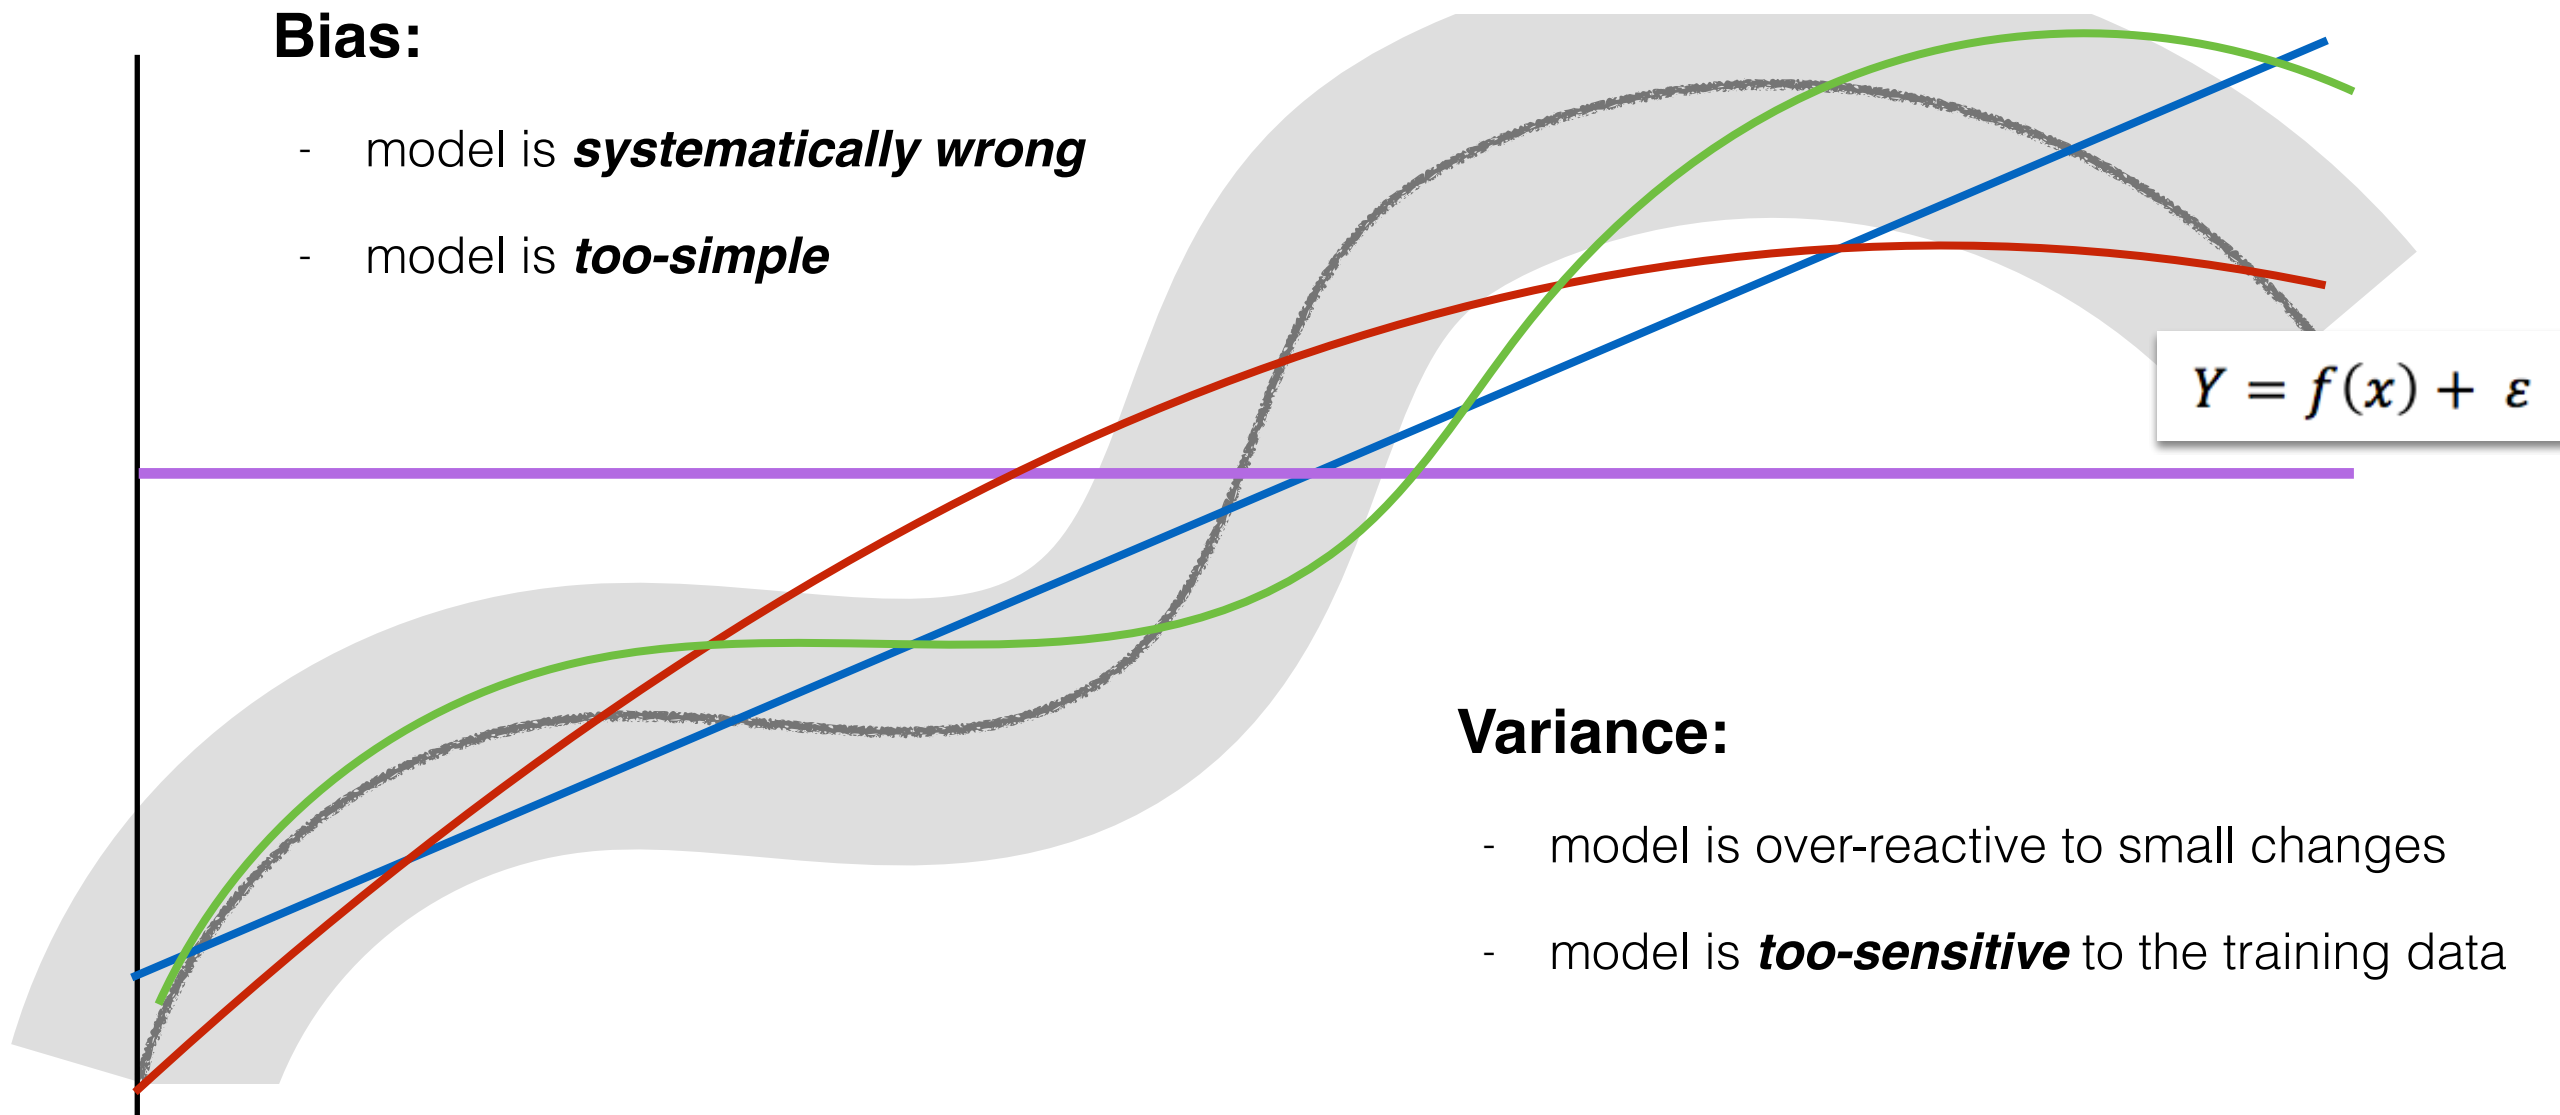 Bias:
- model is systematically wrong
- model is too-simple
Y = f(x) + ε
Variance:
- model is over-reactive to small changes
- model is too-sensitive to the training data